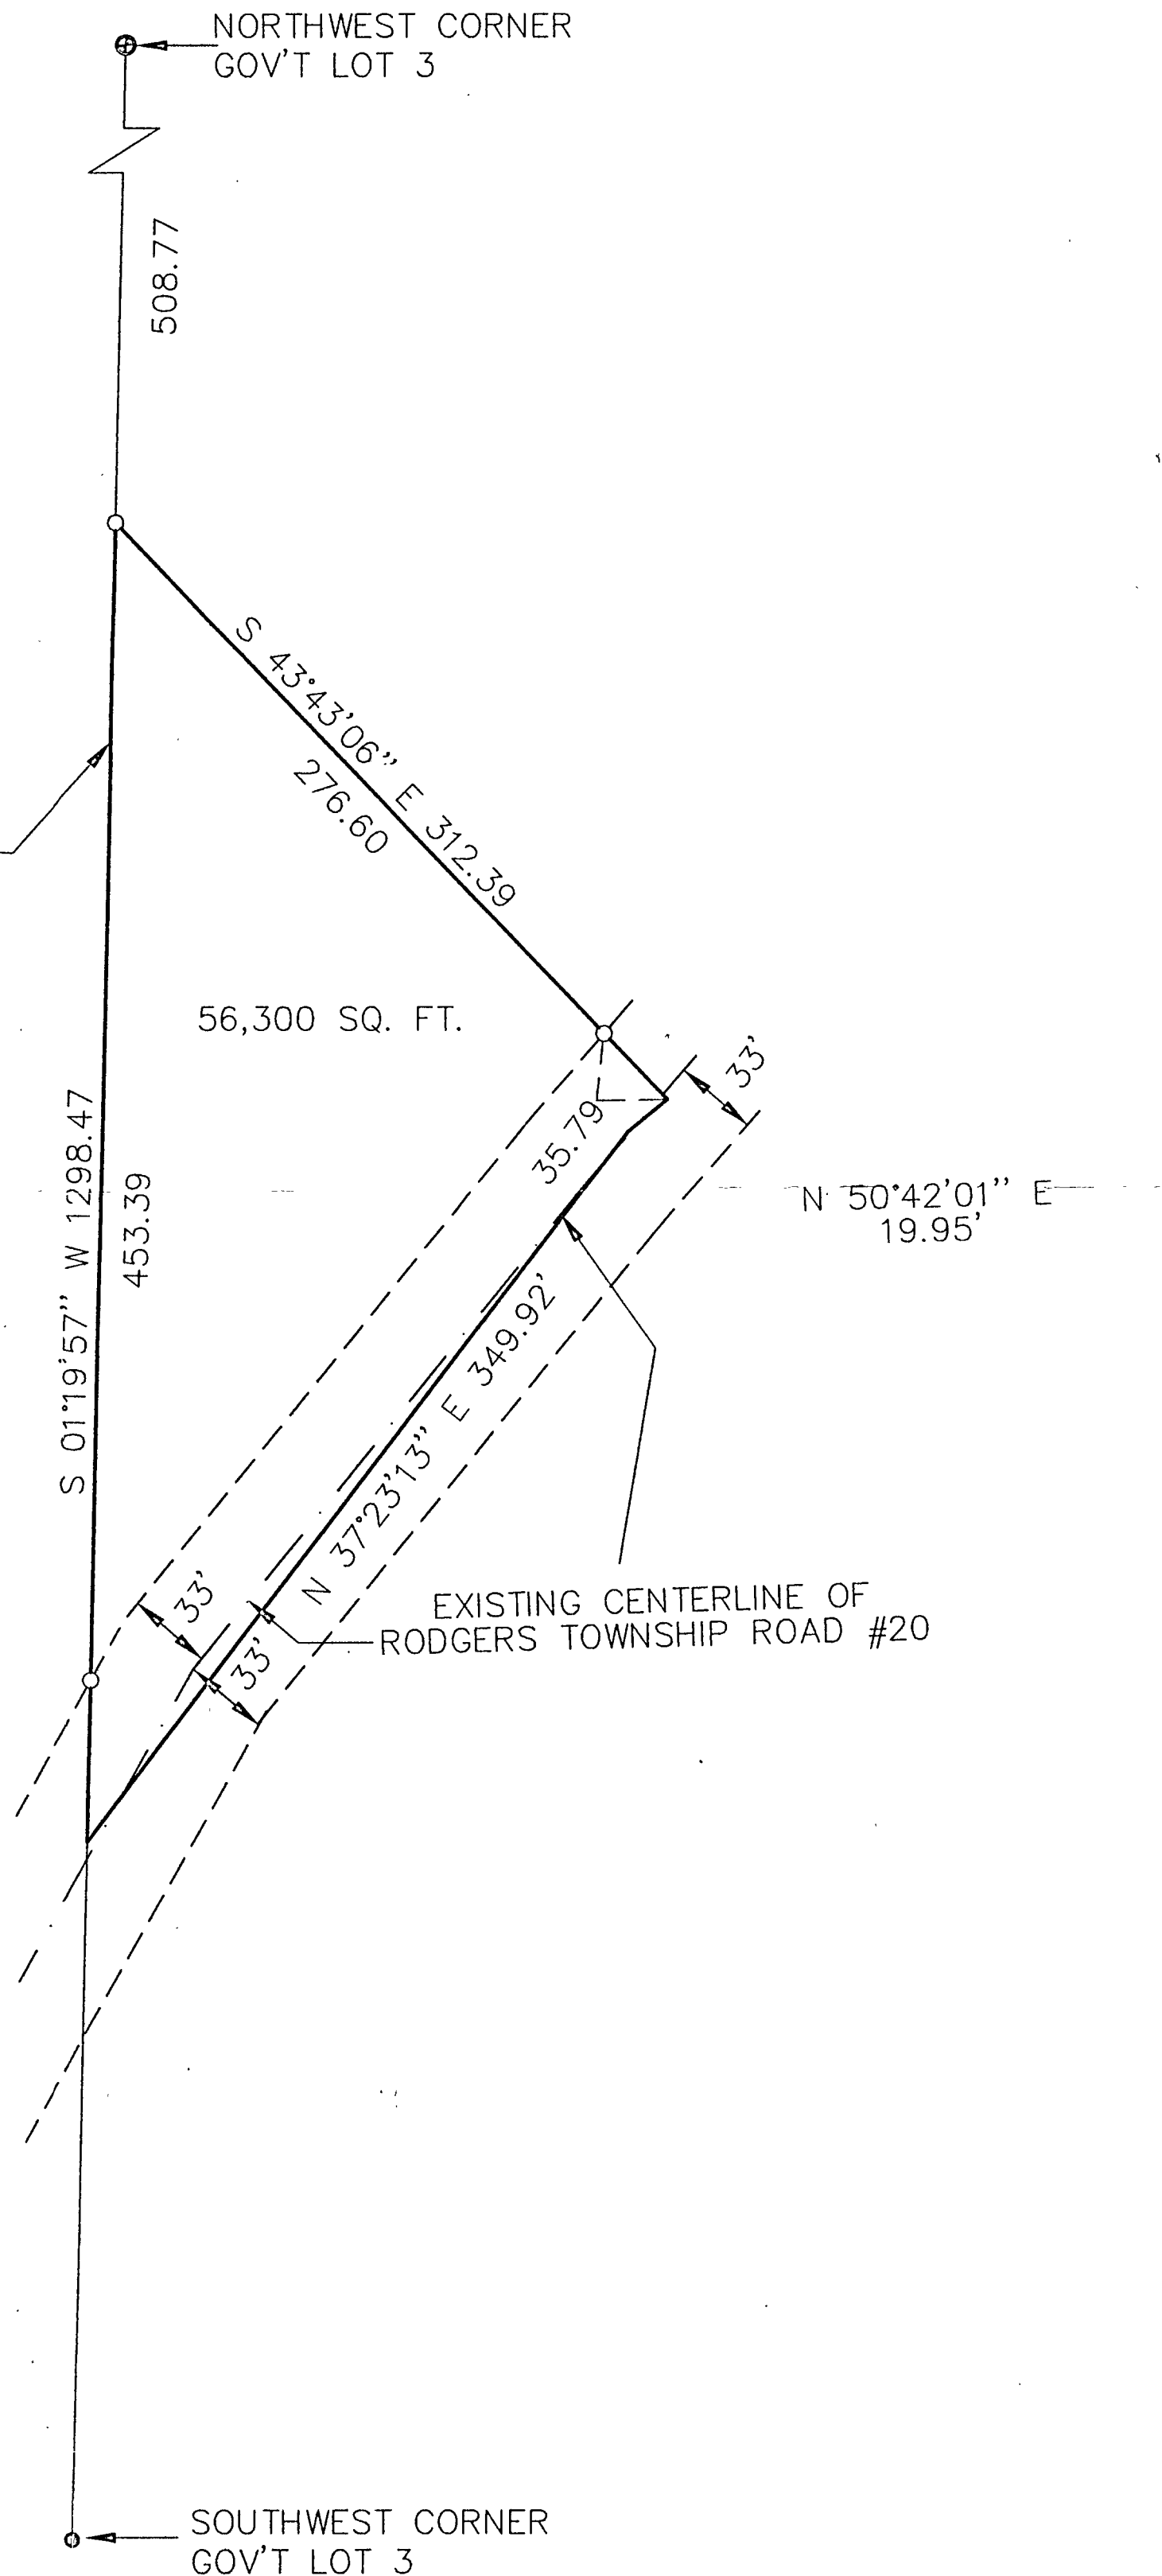 NORTHWEST CORNER
GOV'T LOT 3
508.77
S 43°43'06" E 312.39
276.60
56,300 SQ. FT.
33'
35.79
S 01°19'57" W 1298.47
453.39
N 50°42'01" E
19.95'
N 37°23'13" E 349.92'
33'
33'
EXISTING CENTERLINE OF
RODGERS TOWNSHIP ROAD #20
SOUTHWEST CORNER
GOV'T LOT 3